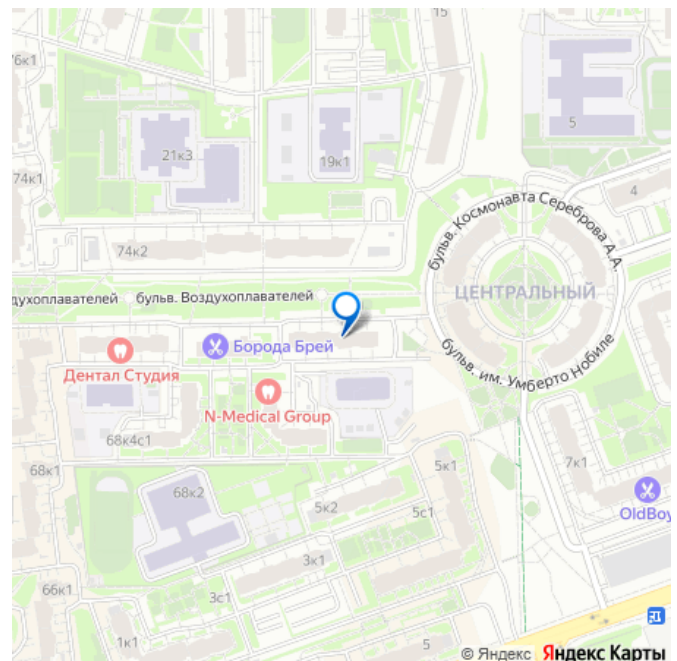 15
76к1
5
21к3
19к1
74к1
4
бульв. Космонавта Сереброва А.А.
74к2
духоплавателей
бульв. Воздухоплавателей
ЦЕНТРАЛЬНЫЙ
Борода Брей
бульв. им. Умберто Нобиле
Дентал Студия
N-Medical Group
68к4с1
68к1
5к1
7к1
68к2
5к2
5с1
OldBoy
3к1
66к1
3с1
1к1
5
© Яндекс Яндекс Карты